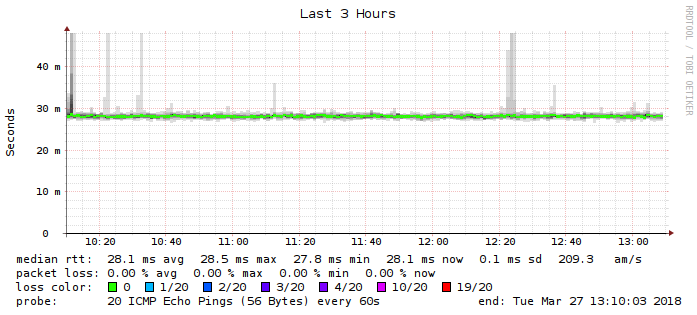 Last 3 Hours
RRDTOOL / TOBI OETIKER
Seconds
40 m
30 m
20 m
10 m
0
10:20 10:40 11:00 11:20 11:40 12:00 12:20 12:40 13:00
median rtt: 28.1 ms avg 28.5 ms max 27.8 ms min 28.1 ms now 0.1 ms sd 209.3 am/s
packet loss: 0.00 % avg 0.00 % max 0.00 % min 0.00 % now
loss color: 0 1/20 2/20 3/20 4/20 10/20 19/20
probe: 20 ICMP Echo Pings (56 Bytes) every 60s end: Tue Mar 27 13:10:03 2018